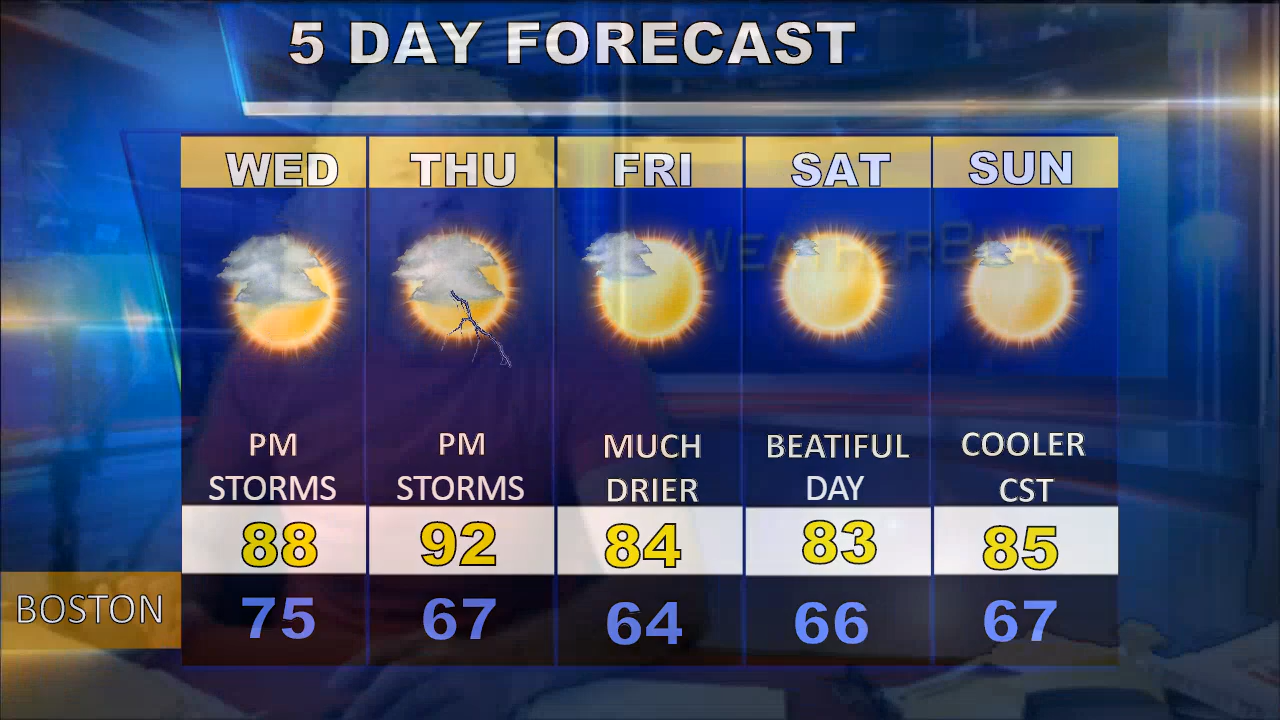 5 DAY FORECAST
WED THU FRI SAT SUN
WEATHERBLAST
PM STORMS
PM STORMS
MUCH DRIER
BEATIFUL DAY
COOLER CST
88 92 84 83 85
BOSTON
75 67 64 66 67